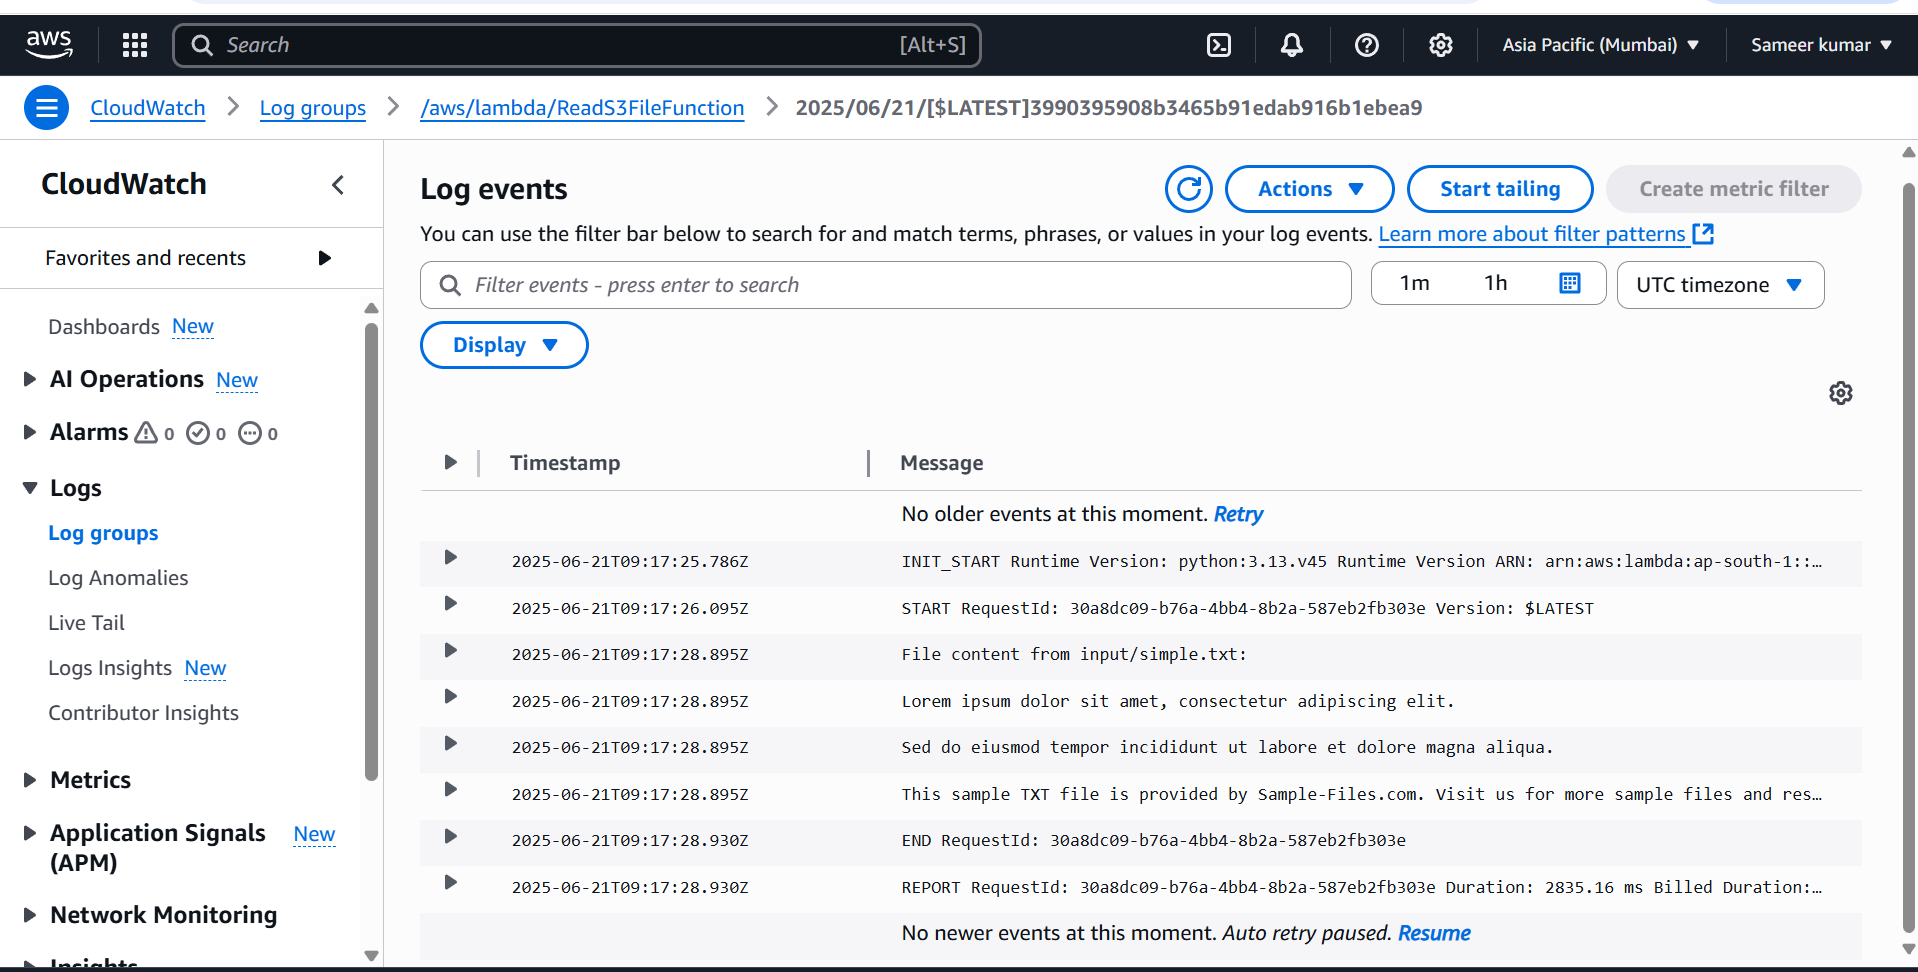 aws
Search [Alt+S]
Asia Pacific (Mumbai)
Sameer kumar
CloudWatch
Log groups
/aws/lambda/ReadS3FileFunction
2025/06/21/[$LATEST]3990395908b3465b91edab916b1ebea9
CloudWatch
Favorites and recents
Dashboards New
AI Operations New
Alarms 0 0 0
Logs
Log groups
Log Anomalies
Live Tail
Logs Insights New
Contributor Insights
Metrics
Application Signals New
(APM)
Network Monitoring
Insights
Log events
Actions
Start tailing
Create metric filter
You can use the filter bar below to search for and match terms, phrases, or values in your log events. Learn more about filter patterns
Filter events - press enter to search
1m 1h
UTC timezone
Display
Timestamp Message
No older events at this moment. Retry
2025-06-21T09:17:25.786Z INIT_START Runtime Version: python:3.13.v45 Runtime Version ARN: arn:aws:lambda:ap-south-1::…
2025-06-21T09:17:26.095Z START RequestId: 30a8dc09-b76a-4bb4-8b2a-587eb2fb303e Version: $LATEST
2025-06-21T09:17:28.895Z File content from input/simple.txt:
2025-06-21T09:17:28.895Z Lorem ipsum dolor sit amet, consectetur adipiscing elit.
2025-06-21T09:17:28.895Z Sed do eiusmod tempor incididunt ut labore et dolore magna aliqua.
2025-06-21T09:17:28.895Z This sample TXT file is provided by Sample-Files.com. Visit us for more sample files and res…
2025-06-21T09:17:28.930Z END RequestId: 30a8dc09-b76a-4bb4-8b2a-587eb2fb303e
2025-06-21T09:17:28.930Z REPORT RequestId: 30a8dc09-b76a-4bb4-8b2a-587eb2fb303e Duration: 2835.16 ms Billed Duration:…
No newer events at this moment. Auto retry paused. Resume